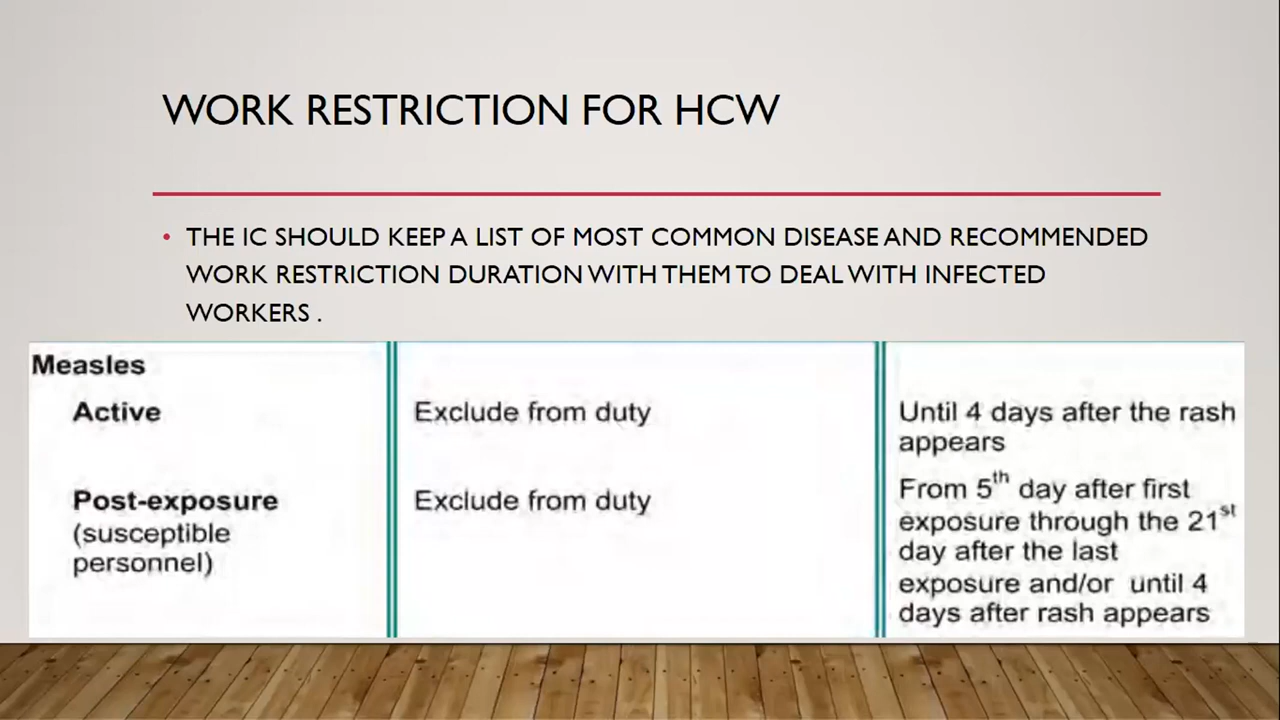 WORK RESTRICTION FOR HCW
• THE IC SHOULD KEEP A LIST OF MOST COMMON DISEASE AND RECOMMENDED
WORK RESTRICTION DURATION WITH THEM TO DEAL WITH INFECTED
WORKERS .
Measles
Active
Exclude from duty
Until 4 days after the rash
appears
Post-exposure
(susceptible
personnel)
Exclude from duty
From 5th day after first
exposure through the 21st
day after the last
exposure and/or until 4
days after rash appears